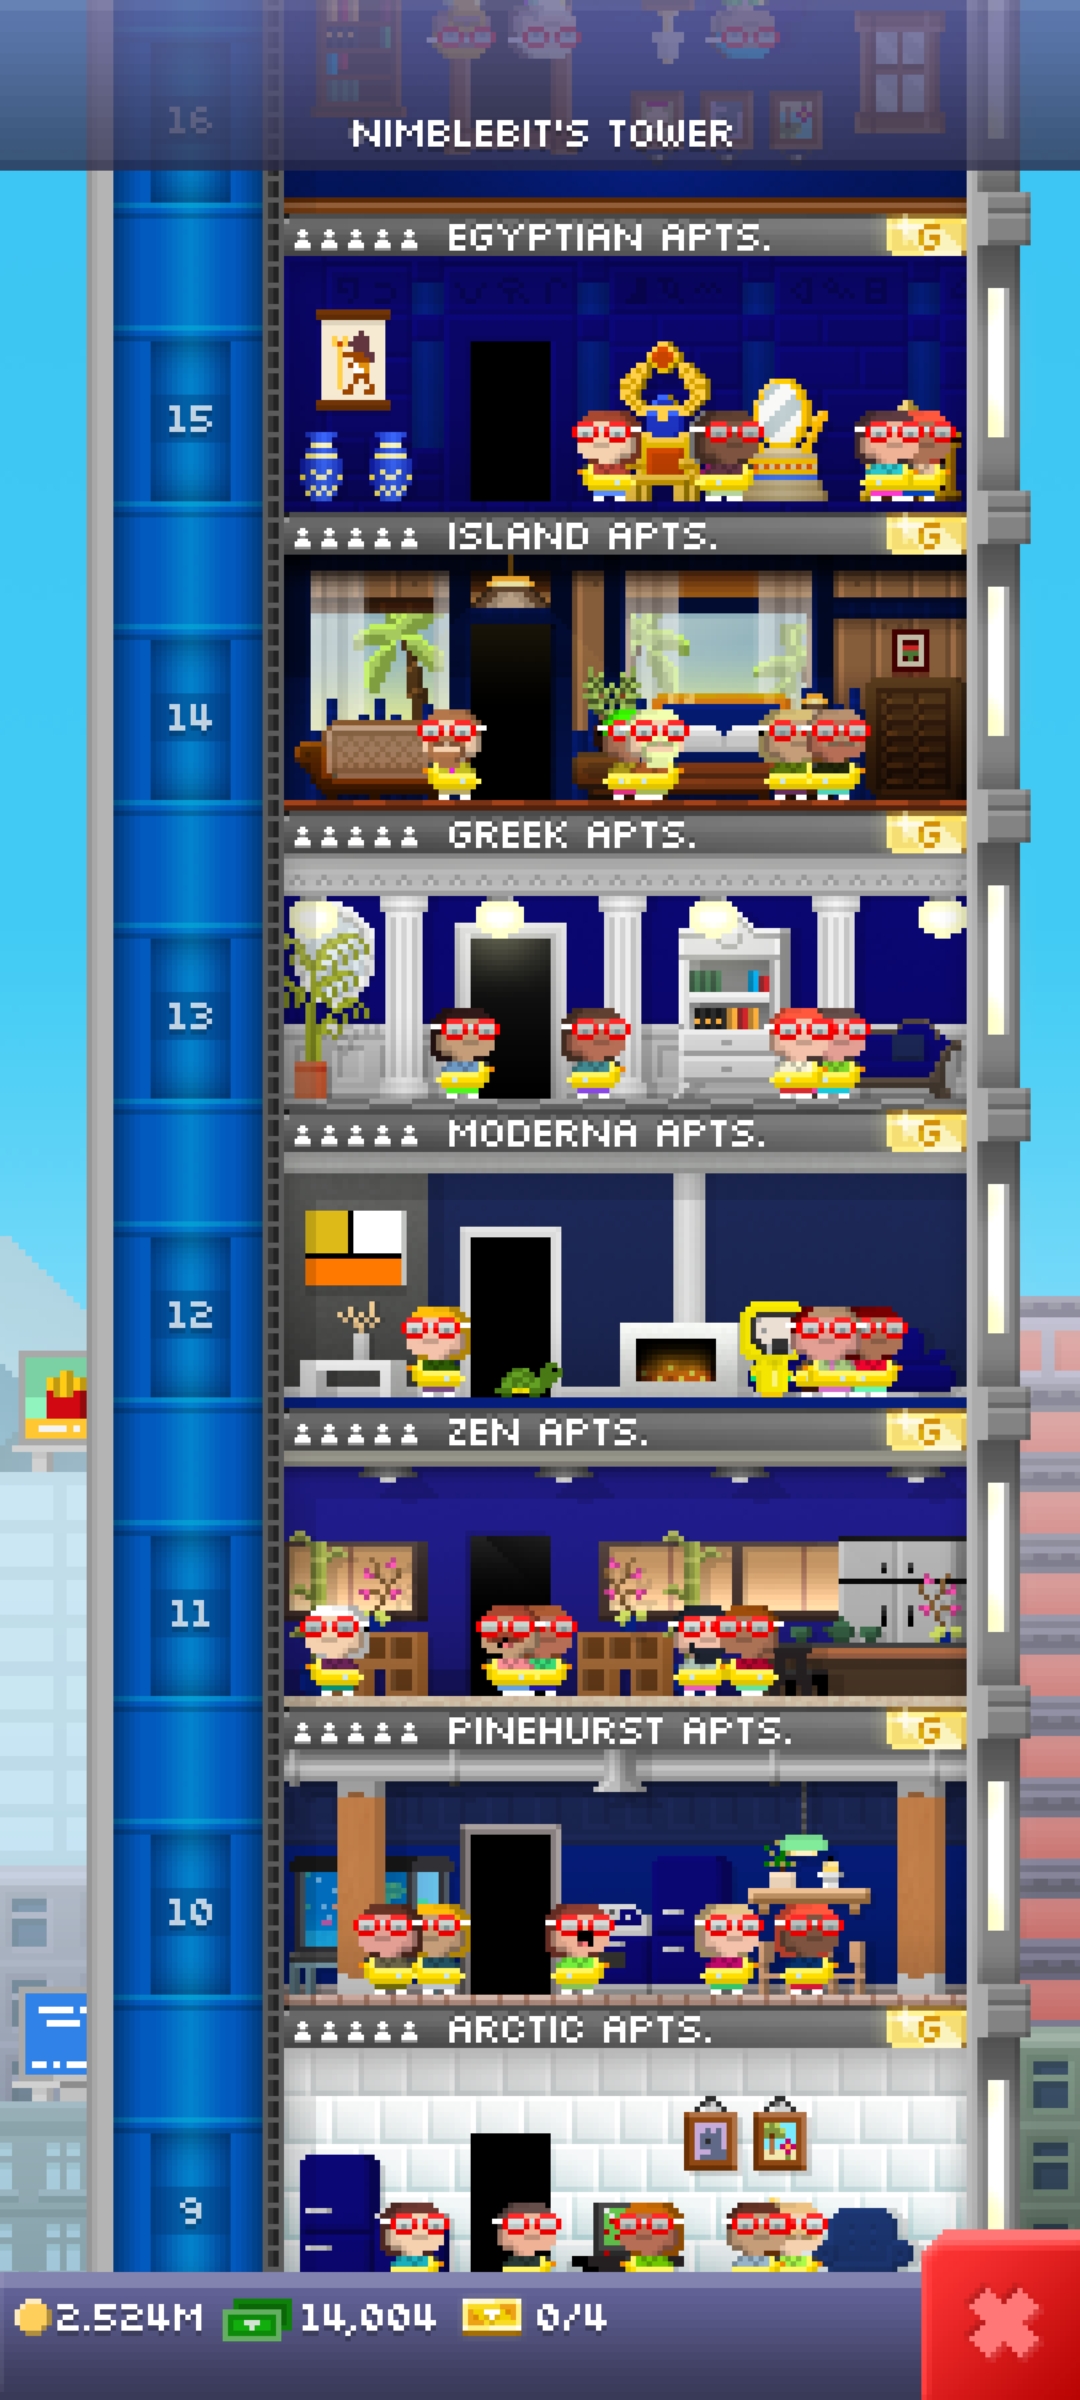 16
NIMBLEBIT'S TOWER
EGYPTIAN APTS. G
15
ISLAND APTS. G
14
GREEK APTS. G
13
MODERNA APTS. G
12
ZEN APTS. G
11
PINEHURST APTS. G
10
ARCTIC APTS. G
9
2.524M 14,004 0/4